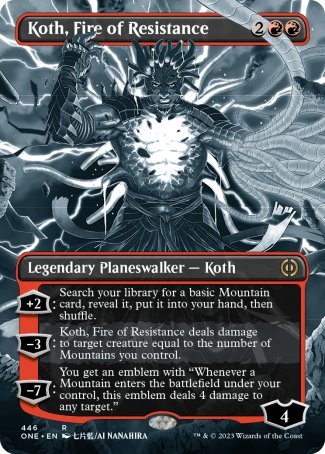 Koth, Fire of Resistance 2
Legendary Planeswalker — Koth
+2: Search your library for a basic Mountain
card, reveal it, put it into your hand, then
shuffle.
−3: Koth, Fire of Resistance deals damage
to target creature equal to the number of
Mountains you control.
−7: You get an emblem with “Whenever a
Mountain enters the battlefield under your
control, this emblem deals 4 damage to
any target.”
4
446 R
ONE • EN 七片藍/AI NANAHIRA
™ & © 2023 Wizards of the Coast